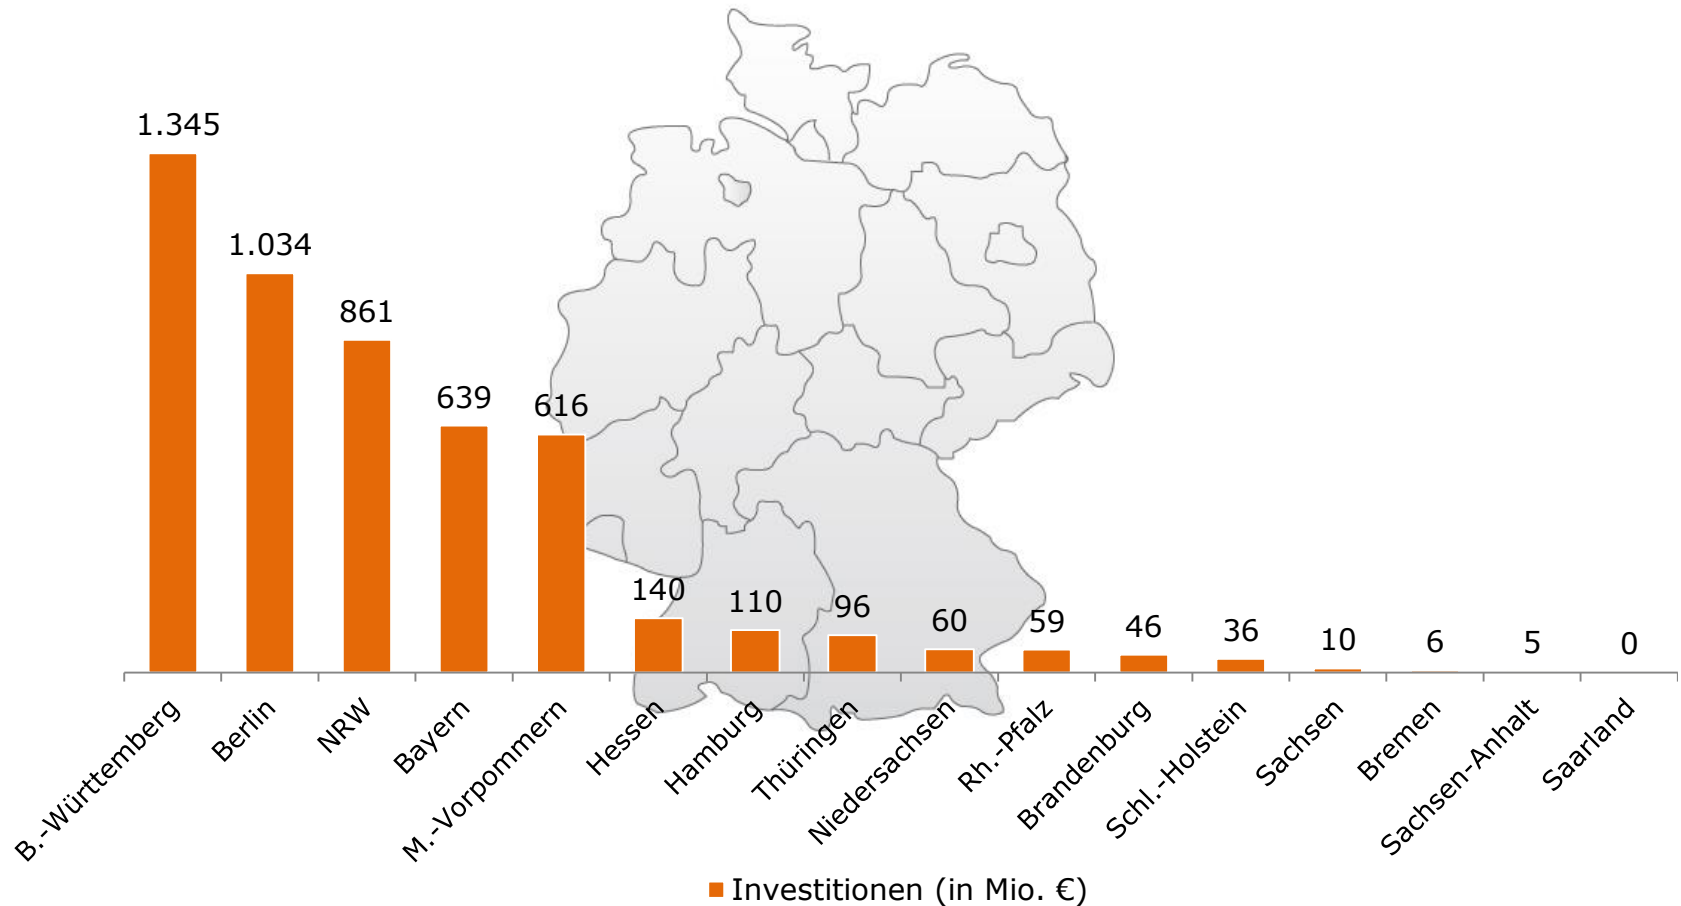 1.345
1.034
861
639
616
140
110
96
60
59
46
36
10
6
5
0
B.-Württemberg
Berlin
NRW
Bayern
M.-Vorpommern
Hessen
Hamburg
Thüringen
Niedersachsen
Rh.-Pfalz
Brandenburg
Schl.-Holstein
Sachsen
Bremen
Sachsen-Anhalt
Saarland
Investitionen (in Mio. €)